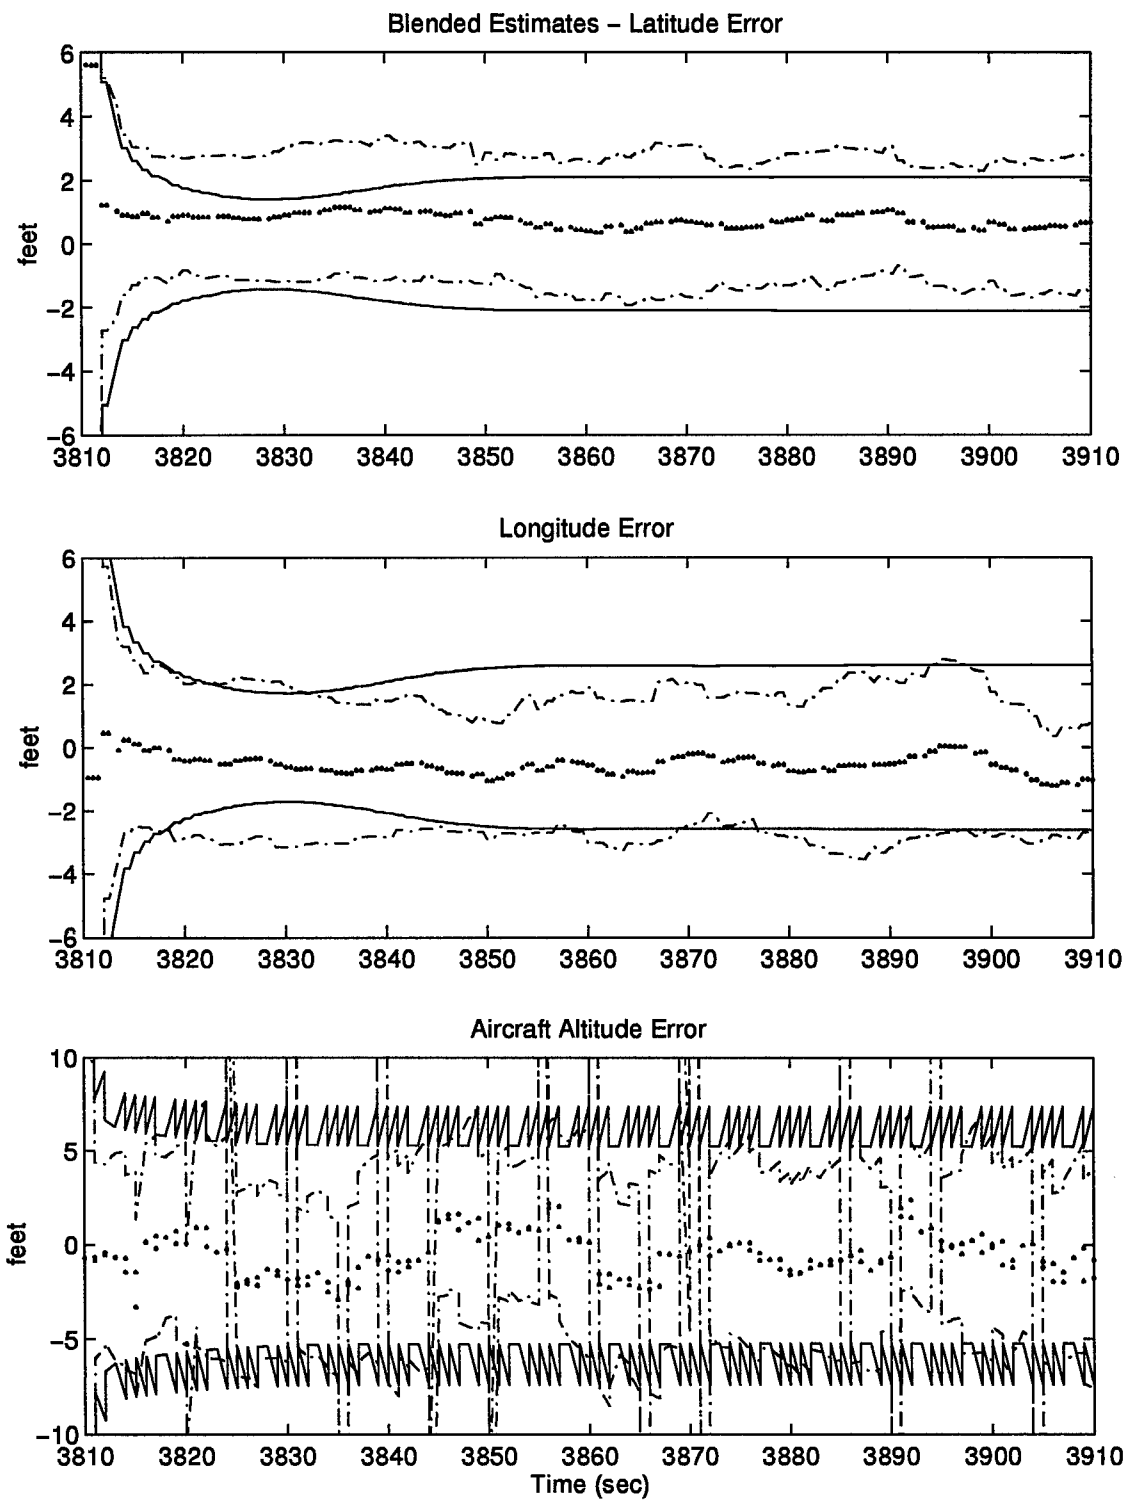 Blended Estimates – Latitude Error
6
4
2
0
−2
−4
−6
feet
3810 3820 3830 3840 3850 3860 3870 3880 3890 3900 3910
Longitude Error
6
4
2
0
−2
−4
−6
feet
3810 3820 3830 3840 3850 3860 3870 3880 3890 3900 3910
Aircraft Altitude Error
10
5
0
−5
−10
feet
3810 3820 3830 3840 3850 3860 3870 3880 3890 3900 3910
Time (sec)